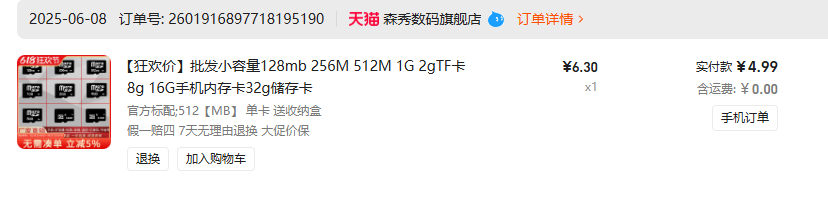 2025-06-08 订单号: 2601916897718195190 天猫 森秀数码旗舰店 订单详情 >
618狂欢节
无需凑单 立减5%
【狂欢价】批发小容量128mb 256M 512M 1G 2gTF卡 ¥6.30 实付款 ¥4.99
8g 16G手机内存卡32g储存卡 x1 含运费: ¥0.00
官方标配;512【MB】 单卡 送收纳盒 手机订单
假一赔四 7天无理由退换 大促价保
退换 加入购物车